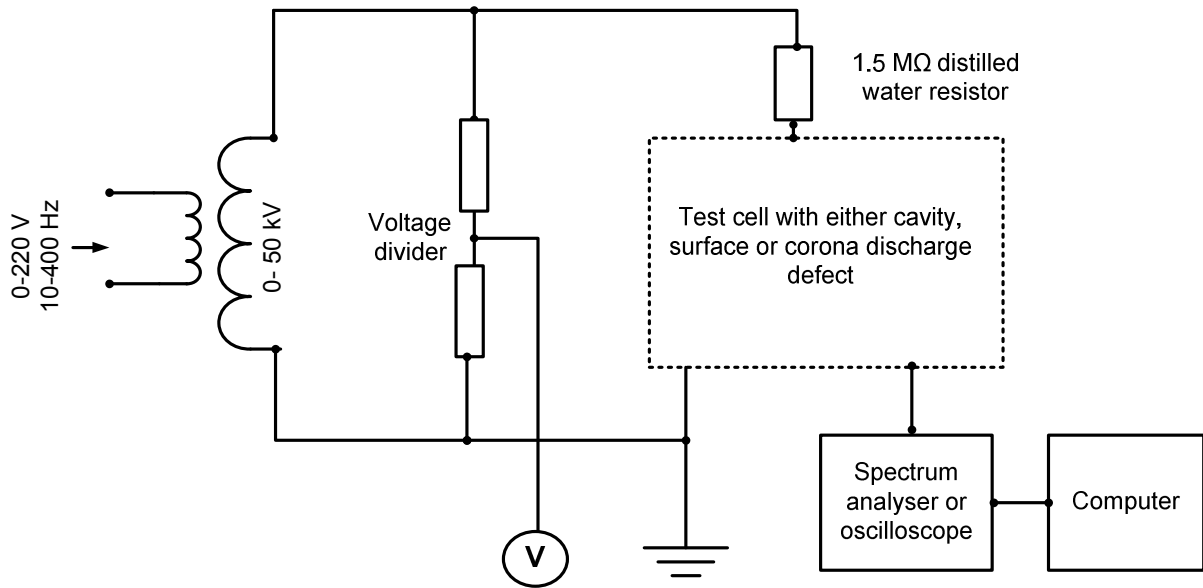 0-220 V
10-400 Hz
0- 50 kV
Voltage
divider
V
1.5 MΩ distilled
water resistor
Test cell with either cavity,
surface or corona discharge
defect
Spectrum
analyser or
oscilloscope
Computer